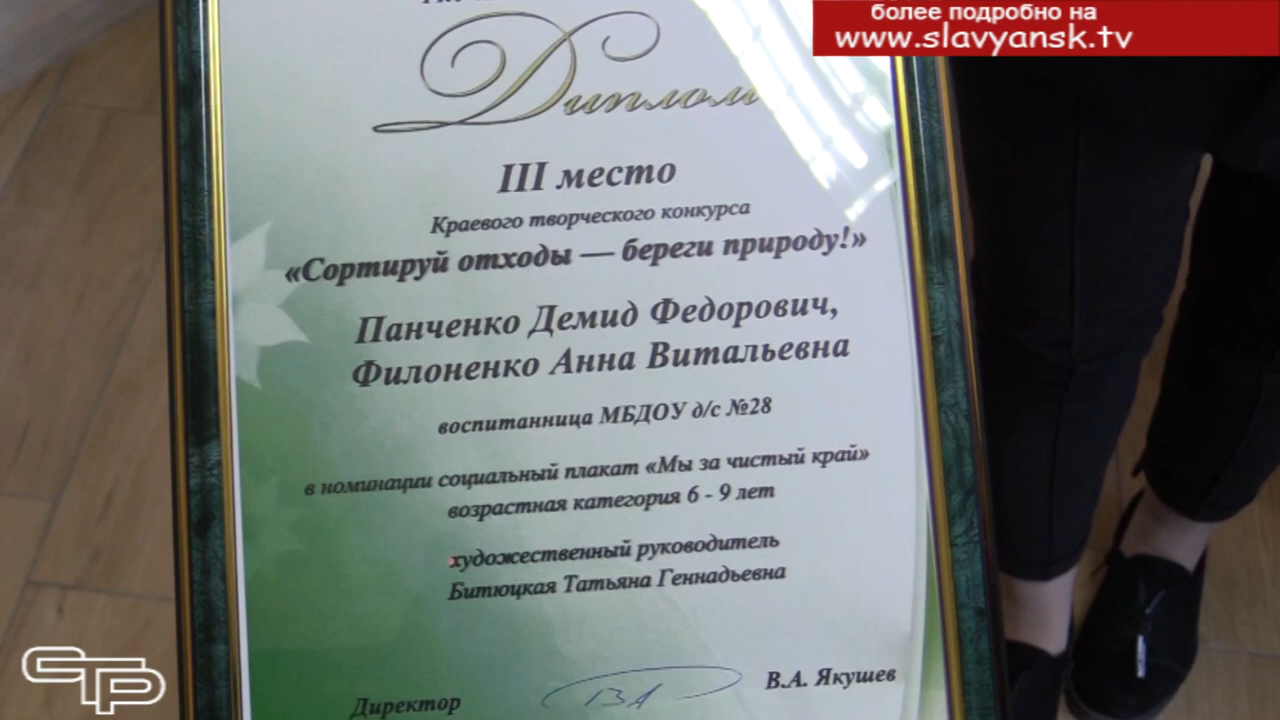 более подробно на
www.slavyansk.tv
Диплом
III место
Краевого творческого конкурса
«Сортируй отходы — береги природу!»
Панченко Демид Федорович,
Филоненко Анна Витальевна
воспитанница МБДОУ д/с №28
в номинации социальный плакат «Мы за чистый край»
возрастная категория 6 - 9 лет
художественный руководитель
Битюцкая Татьяна Геннадьевна
Директор
В.А. Якушев
СТР